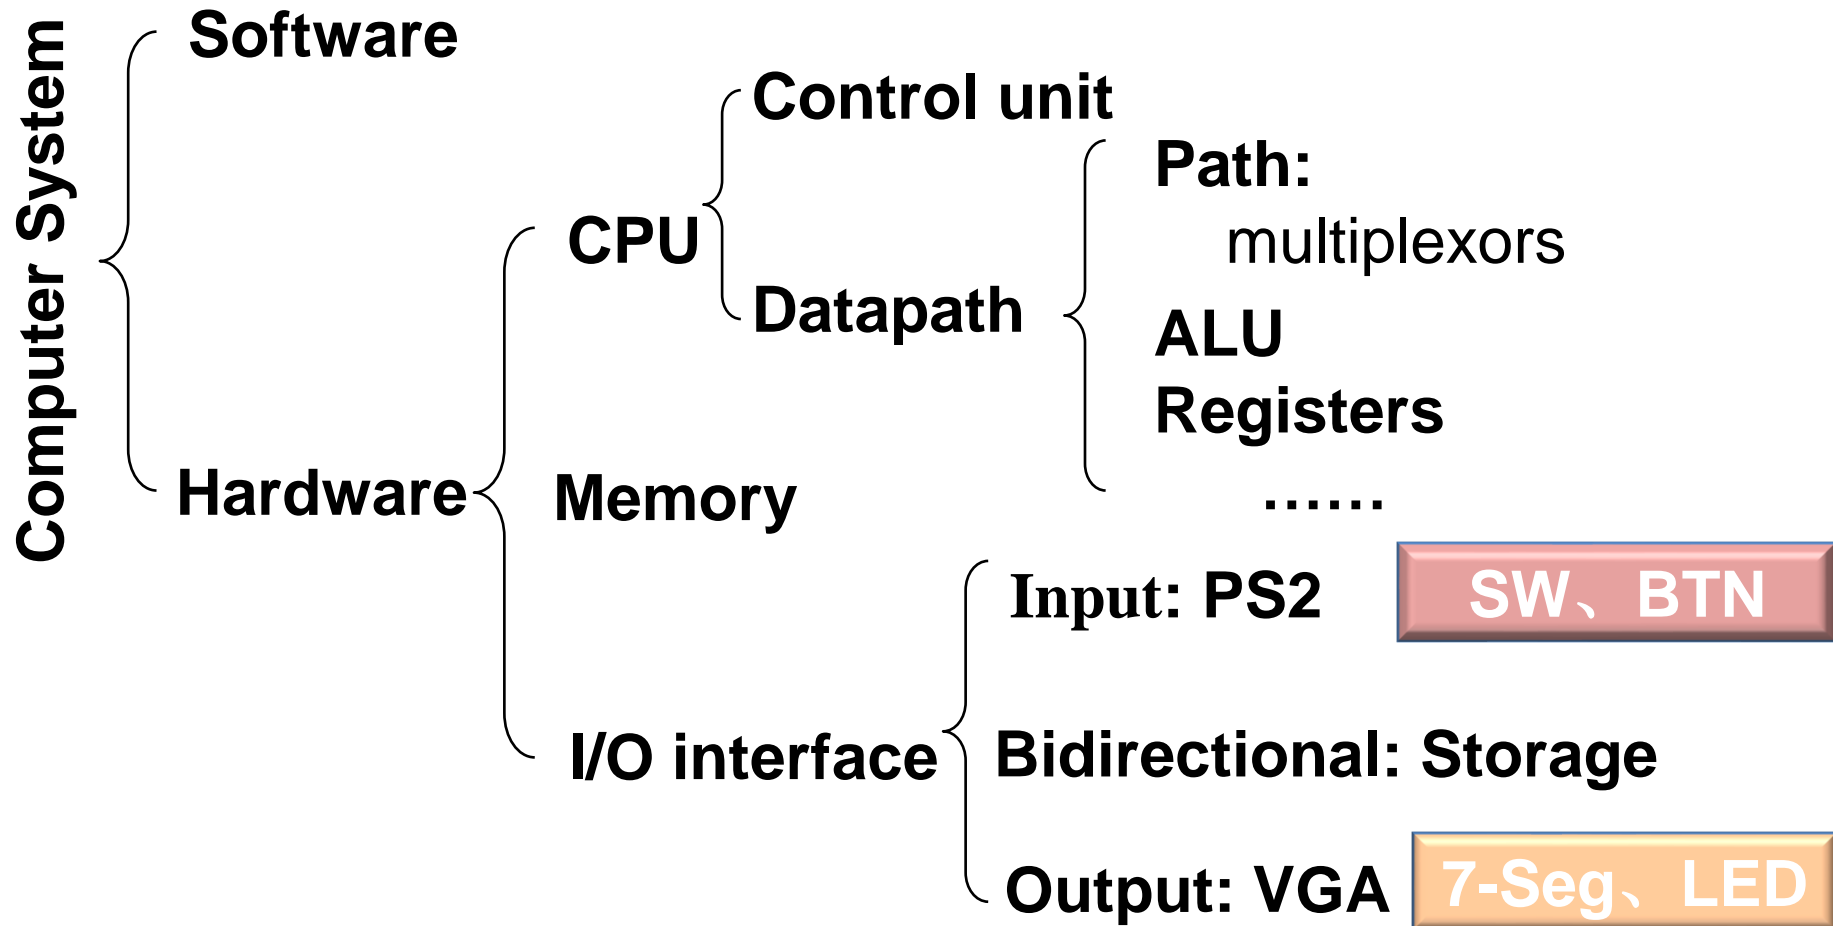 Computer System
Software
Control unit
Path:
multiplexors
CPU
Datapath
ALU
Registers
Hardware
Memory
……
Input: PS2
SW、BTN
I/O interface
Bidirectional: Storage
Output: VGA
7-Seg、LED